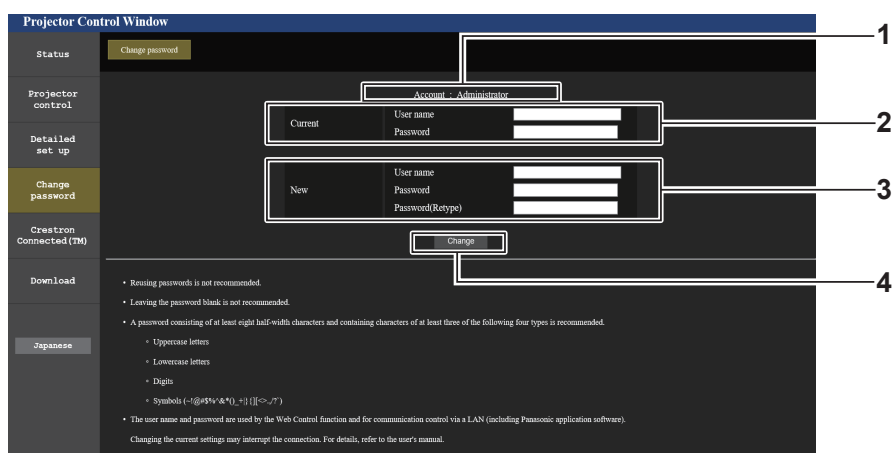 Projector Control Window
Status
Change password
Projector
control
Detailed
set up
Change
password
Crestron
Connected(TM)
Download
Japanese
Account : Administrator
Current
User name
Password
New
User name
Password
Password(Retype)
Change
• Reusing passwords is not recommended.
• Leaving the password blank is not recommended.
• A password consisting of at least eight half-width characters and containing characters of at least three of the following four types is recommended.
◦ Uppercase letters
◦ Lowercase letters
◦ Digits
◦ Symbols (~!@#$%^&*()_+|}{][<>.,/?`)
• The user name and password are used by the Web Control function and for communication control via a LAN (including Panasonic application software).
Changing the current settings may interrupt the connection. For details, refer to the user's manual.
1
2
3
4